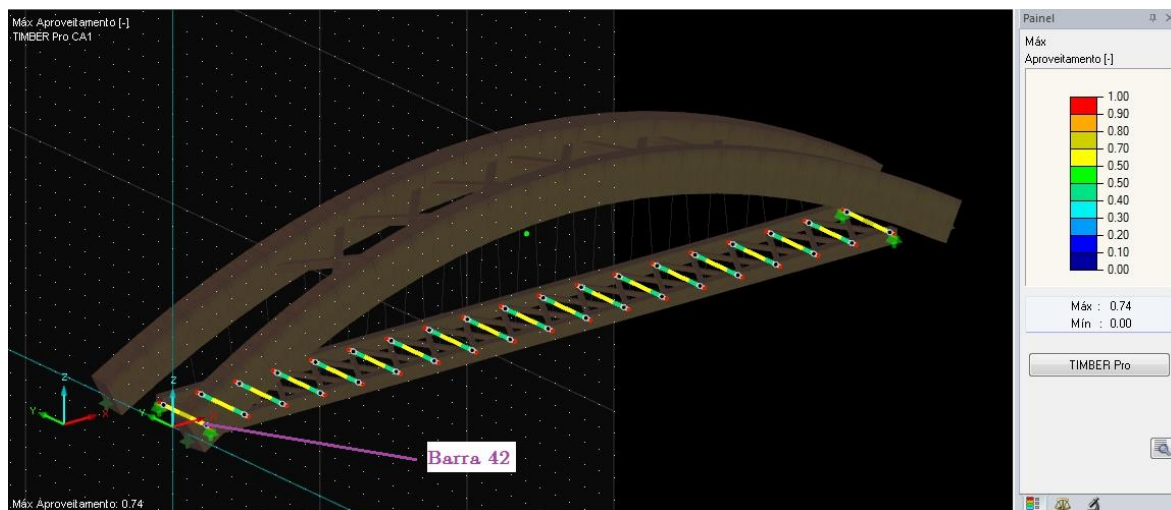 Máx Aproveitamento [-]
TIMBER Pro CA1
Z
Y
X
Z
Y
Barra 42
Máx Aproveitamento: 0.74
Painel
Máx
Aproveitamento [-]
1.00
0.90
0.80
0.70
0.50
0.50
0.40
0.30
0.20
0.10
0.00
Máx : 0.74
Mín : 0.00
TIMBER Pro